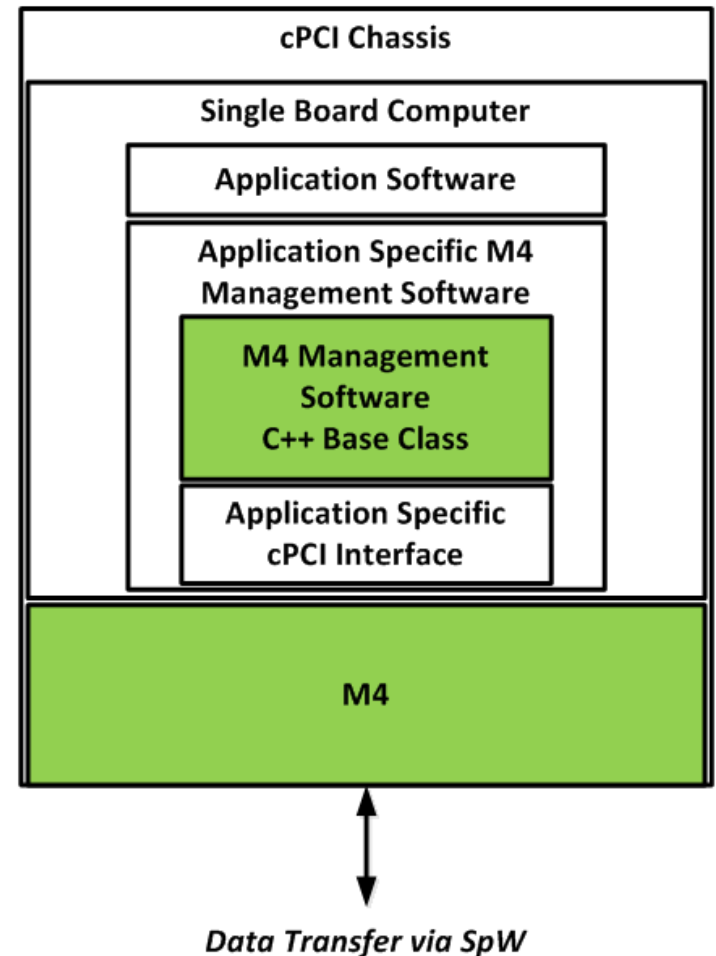 cPCI Chassis
Single Board Computer
Application Software
Application Specific M4
Management Software
M4 Management
Software
C++ Base Class
Application Specific
cPCI Interface
M4
Data Transfer via SpW